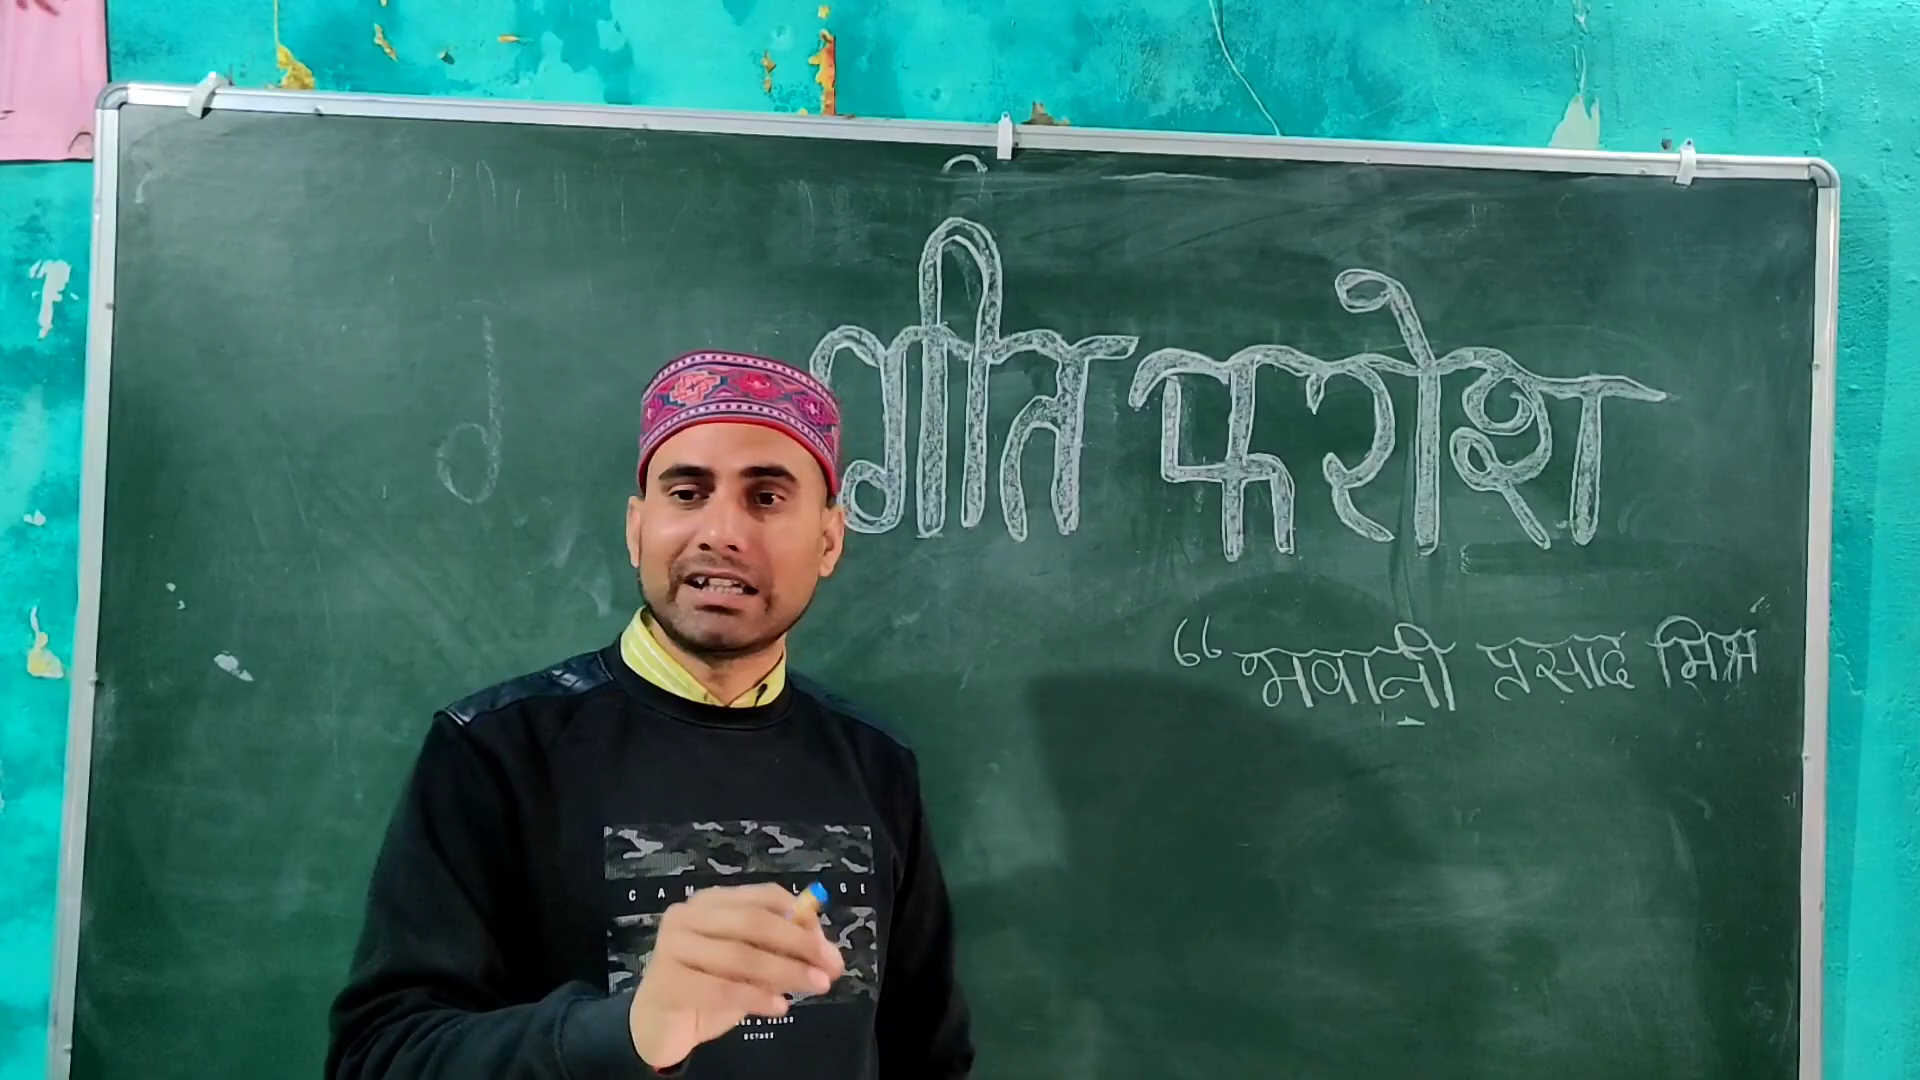 गीत फरोश
“ भवानी प्रसाद मिश्र